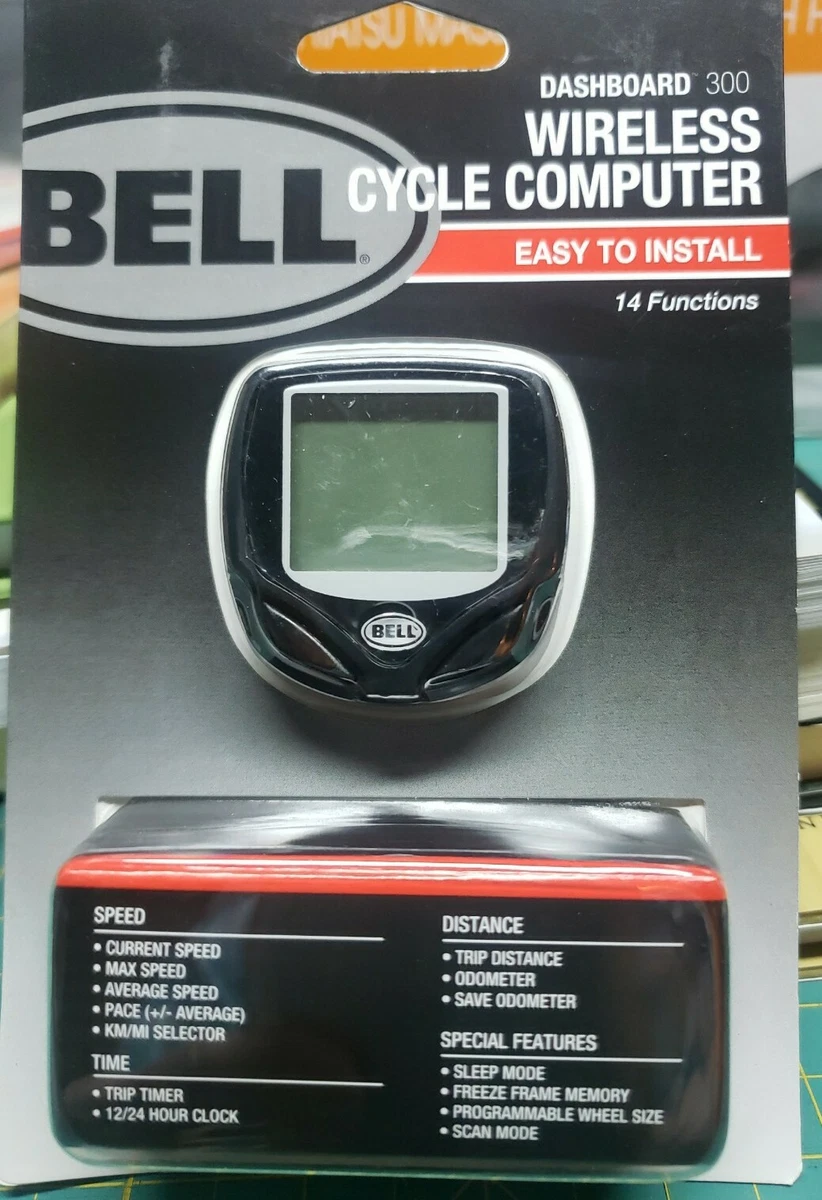 DASHBOARD 300
WIRELESS
CYCLE COMPUTER
BELL®
EASY TO INSTALL
14 Functions
BELL
SPEED
• CURRENT SPEED
• MAX SPEED
• AVERAGE SPEED
• PACE (+/- AVERAGE)
• KM/MI SELECTOR
TIME
• TRIP TIMER
• 12/24 HOUR CLOCK
DISTANCE
• TRIP DISTANCE
• ODOMETER
• SAVE ODOMETER
SPECIAL FEATURES
• SLEEP MODE
• FREEZE FRAME MEMORY
• PROGRAMMABLE WHEEL SIZE
• SCAN MODE